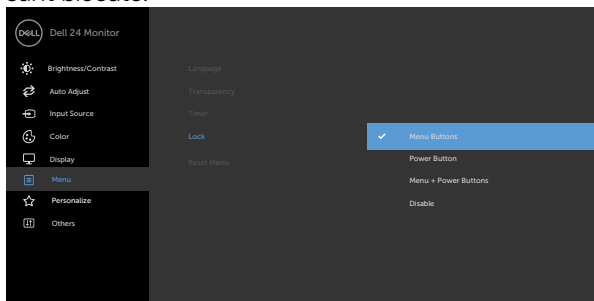 DELL Dell 24 Monitor
Brightness/Contrast
Auto Adjust
Input Source
Color
Display
Menu
Personalize
Others
Language
Transparency
Timer
Lock
Reset Menu
Menu Buttons
Power Button
Menu + Power Buttons
Disable